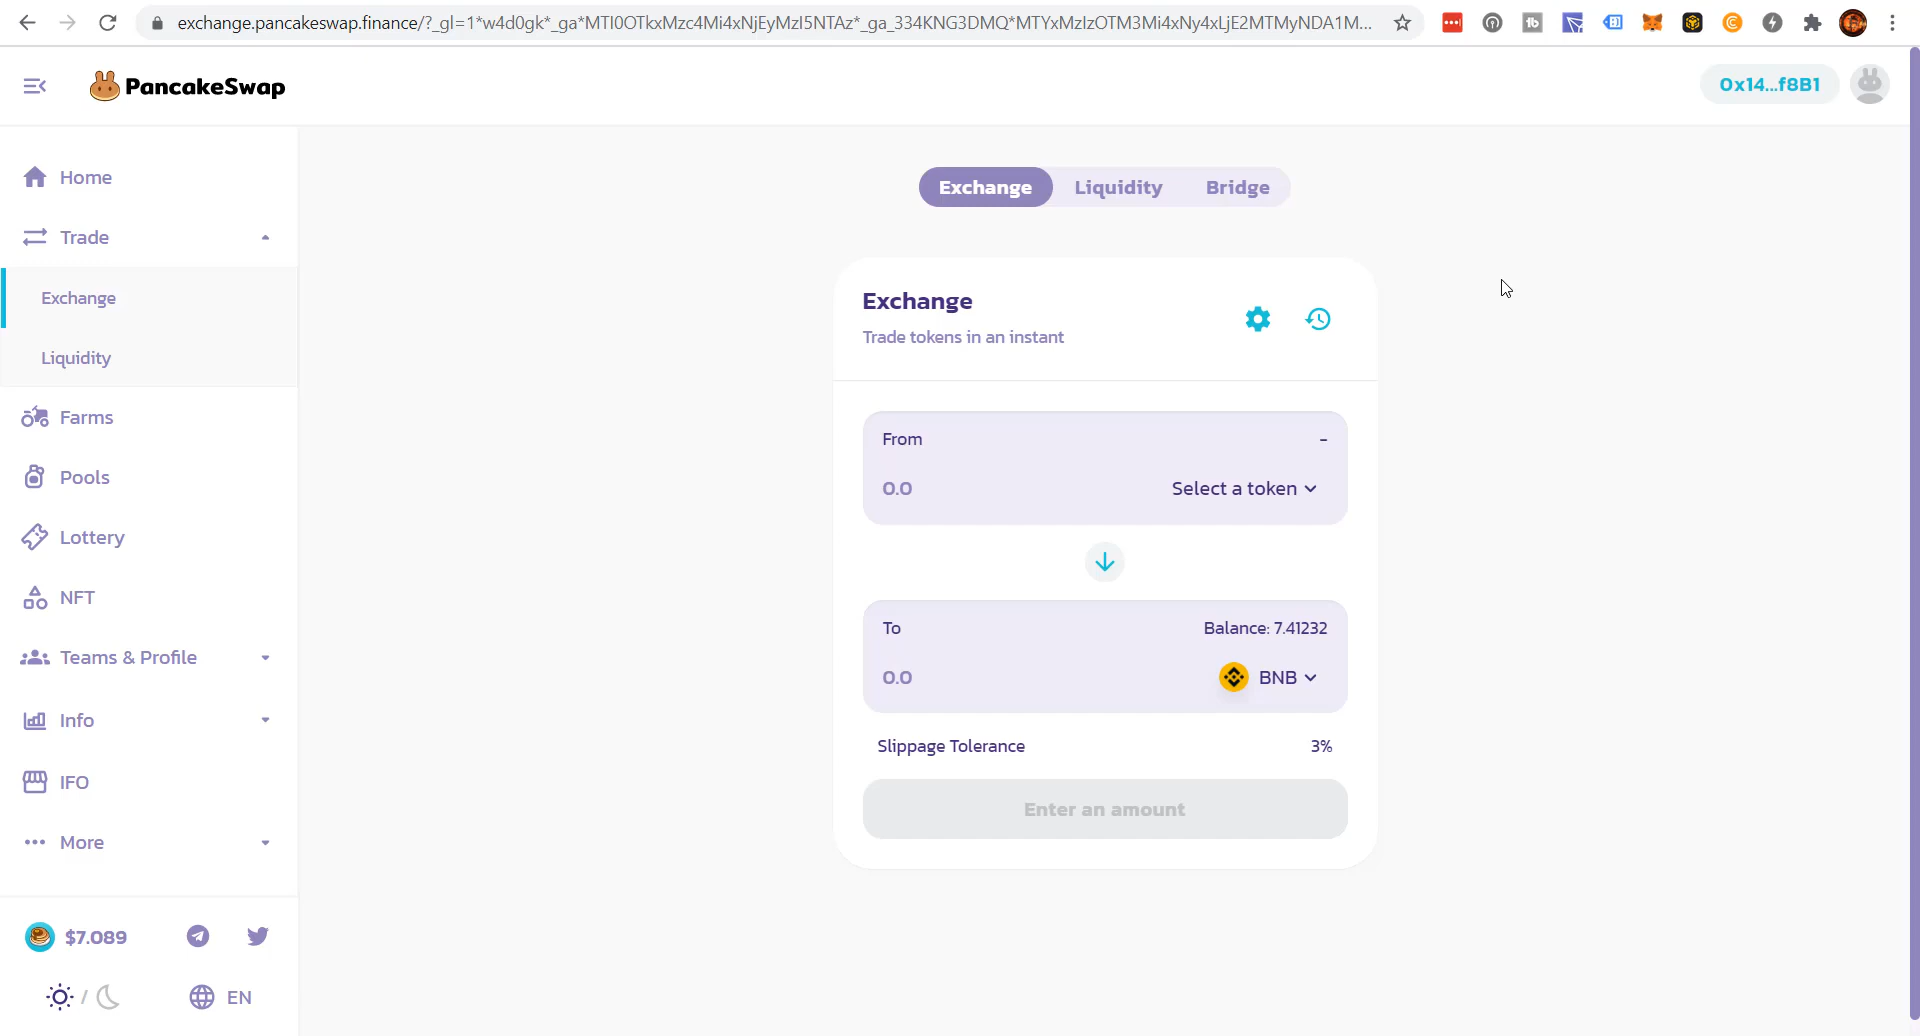 exchange.pancakeswap.finance/?_gl=1*w4d0gk*_ga*MTI0OTkxMzc4Mi4xNjEyMzI5NTAz*_ga_334KNG3DMQ*MTYxMzIzOTM3Mi4xNy4xLjE2MTMyNDA1M...
PancakeSwap
0x14...f8B1
Home
Trade
Exchange
Liquidity
Farms
Pools
Lottery
NFT
Teams & Profile
Info
IFO
More
$7.089
/
EN
Exchange Liquidity Bridge
Exchange
Trade tokens in an instant
From -
0.0 Select a token
To Balance: 7.41232
0.0 BNB
Slippage Tolerance 3%
Enter an amount